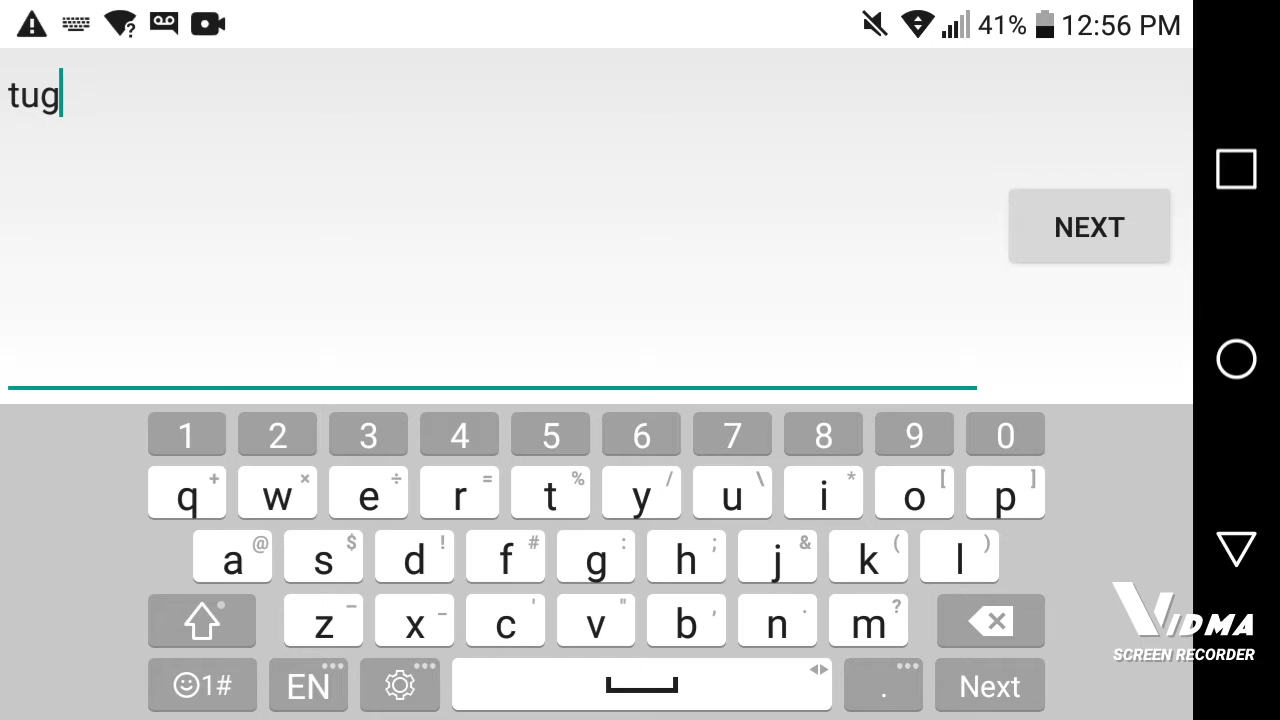 41% 12:56 PM
tug
NEXT
1 2 3 4 5 6 7 8 9 0
q + w × e ÷ r = t % y / u \ i * o [ p ]
a @ s $ d ! f # g : h ; j & k ( l )
z – x _ c ' v " b , n . m ?
1# EN . Next
VIDMA
SCREEN RECORDER